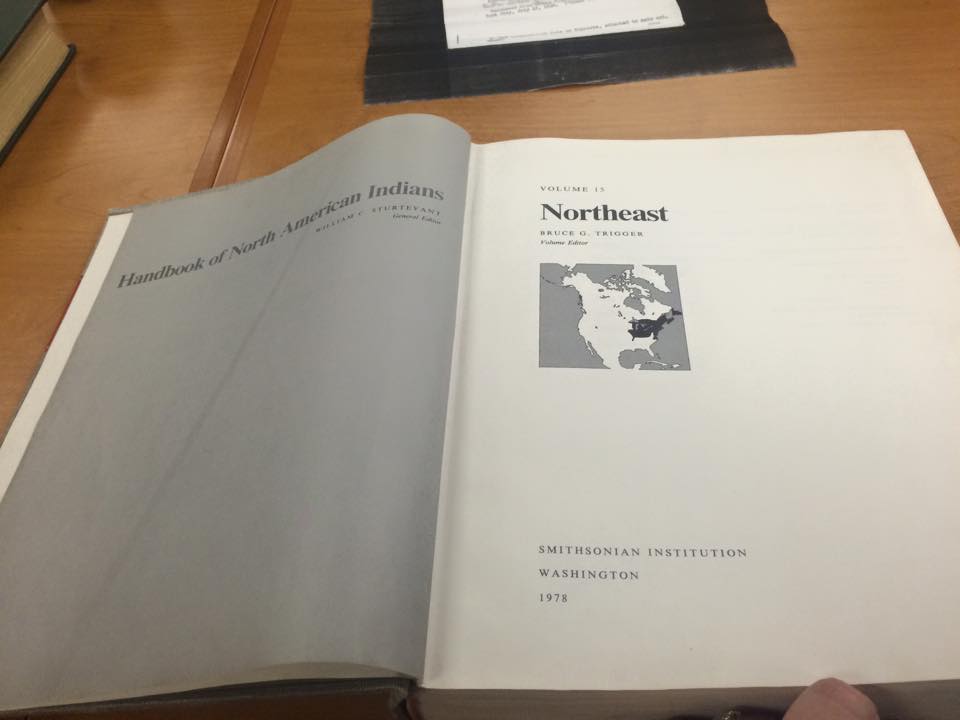 Handbook of North American Indians
WILLIAM C. STURTEVANT
General Editor
VOLUME 15
Northeast
BRUCE G. TRIGGER
Volume Editor
SMITHSONIAN INSTITUTION
WASHINGTON
1978